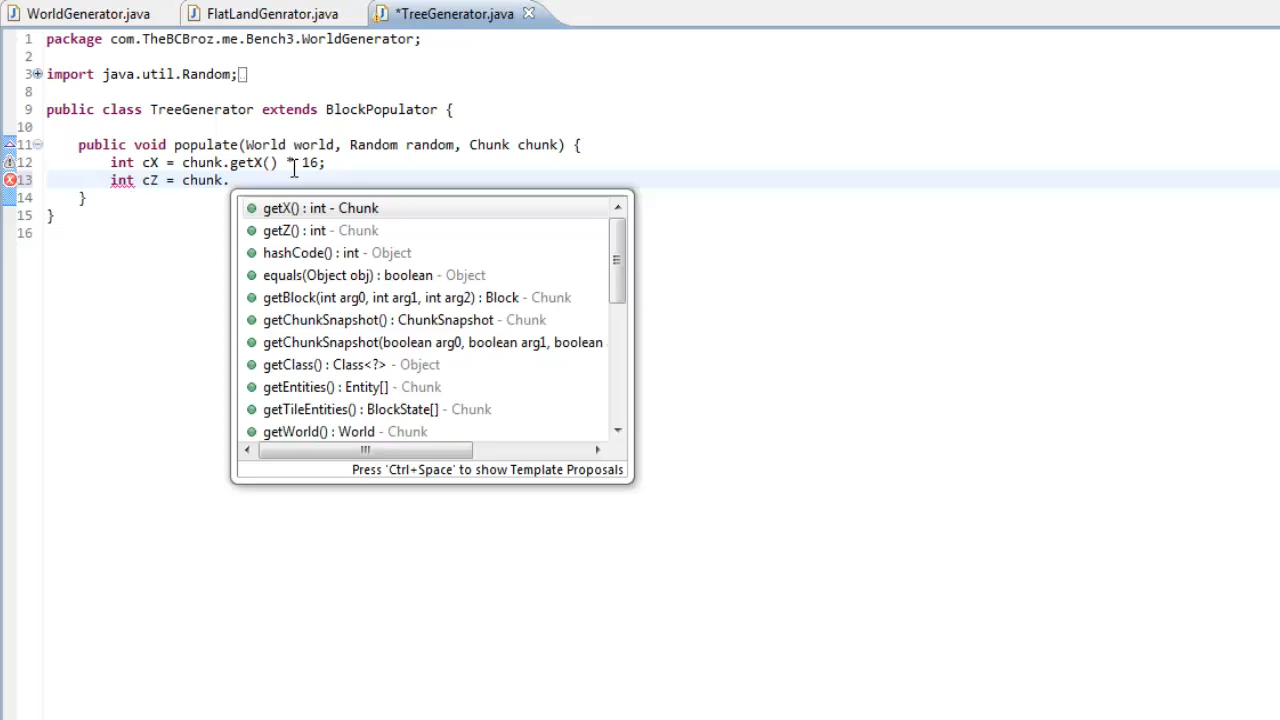 WorldGenerator.java FlatLandGenrator.java *TreeGenerator.java
1 package com.TheBCBroz.me.Bench3.WorldGenerator;
2
3 import java.util.Random;
8
9 public class TreeGenerator extends BlockPopulator {
10
11 public void populate(World world, Random random, Chunk chunk) {
12 int cX = chunk.getX() * 16;
13 int cZ = chunk.
14 }
15 }
16
getX() : int - Chunk
getZ() : int - Chunk
hashCode() : int - Object
equals(Object obj) : boolean - Object
getBlock(int arg0, int arg1, int arg2) : Block - Chunk
getChunkSnapshot() : ChunkSnapshot - Chunk
getChunkSnapshot(boolean arg0, boolean arg1, boolean
getClass() : Class<?> - Object
getEntities() : Entity[] - Chunk
getTileEntities() : BlockState[] - Chunk
getWorld() : World - Chunk
Press 'Ctrl+Space' to show Template Proposals